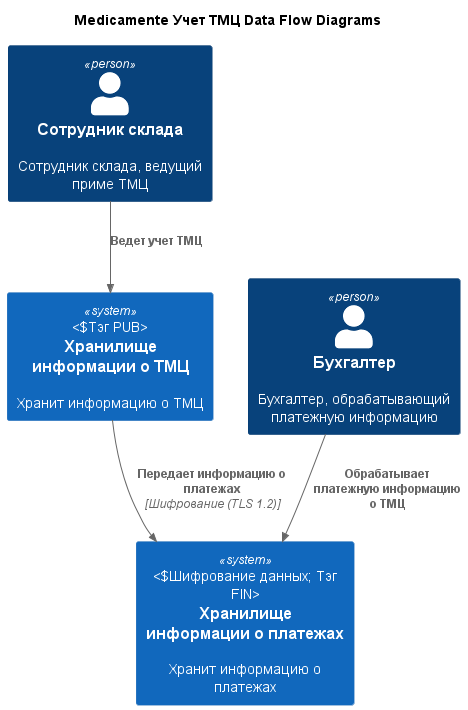 Medicamente Учет ТМЦ Data Flow Diagrams
«person»
Сотрудник склада
Сотрудник склада, ведущий
приме ТМЦ
Ведет учет ТМЦ
«system»
<$Тэг PUB>
Хранилище
информации о ТМЦ
Хранит информацию о ТМЦ
«person»
Бухгалтер
Бухгалтер, обрабатывающий
платежную информацию
Передает информацию о
платежах
[Шифрование (TLS 1.2)]
Обрабатывает
платежную информацию
о ТМЦ
«system»
<$Шифрование данных; Тэг
FIN>
Хранилище
информации о платежах
Хранит информацию о
платежах